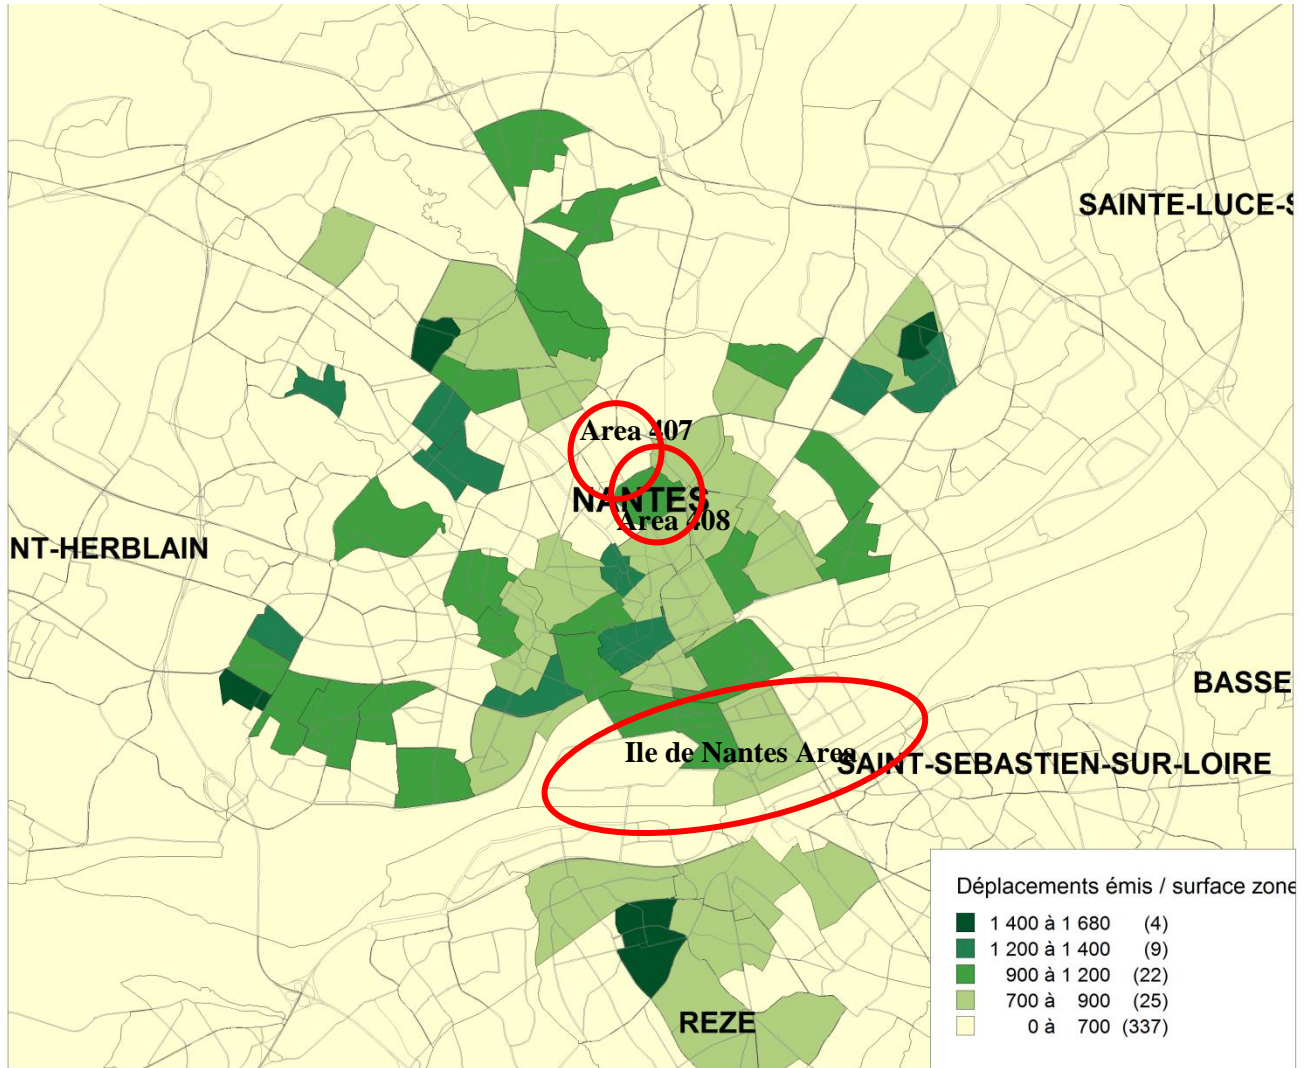 SAINTE-LUCE-S
Area 407
NANTES
Area 408
NT-HERBLAIN
BASSE
Ile de Nantes Area
SAINT-SEBASTIEN-SUR-LOIRE
REZE
Déplacements émis / surface zone
1 400 à 1 680 (4)
1 200 à 1 400 (9)
900 à 1 200 (22)
700 à 900 (25)
0 à 700 (337)